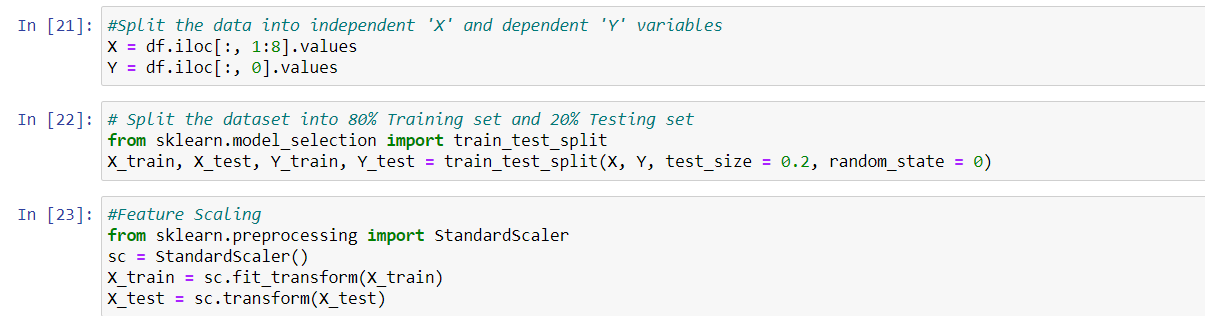 In [21]: #Split the data into independent 'X' and dependent 'Y' variables
X = df.iloc[:, 1:8].values
Y = df.iloc[:, 0].values
In [22]: # Split the dataset into 80% Training set and 20% Testing set
from sklearn.model_selection import train_test_split
X_train, X_test, Y_train, Y_test = train_test_split(X, Y, test_size = 0.2, random_state = 0)
In [23]: #Feature Scaling
from sklearn.preprocessing import StandardScaler
sc = StandardScaler()
X_train = sc.fit_transform(X_train)
X_test = sc.transform(X_test)